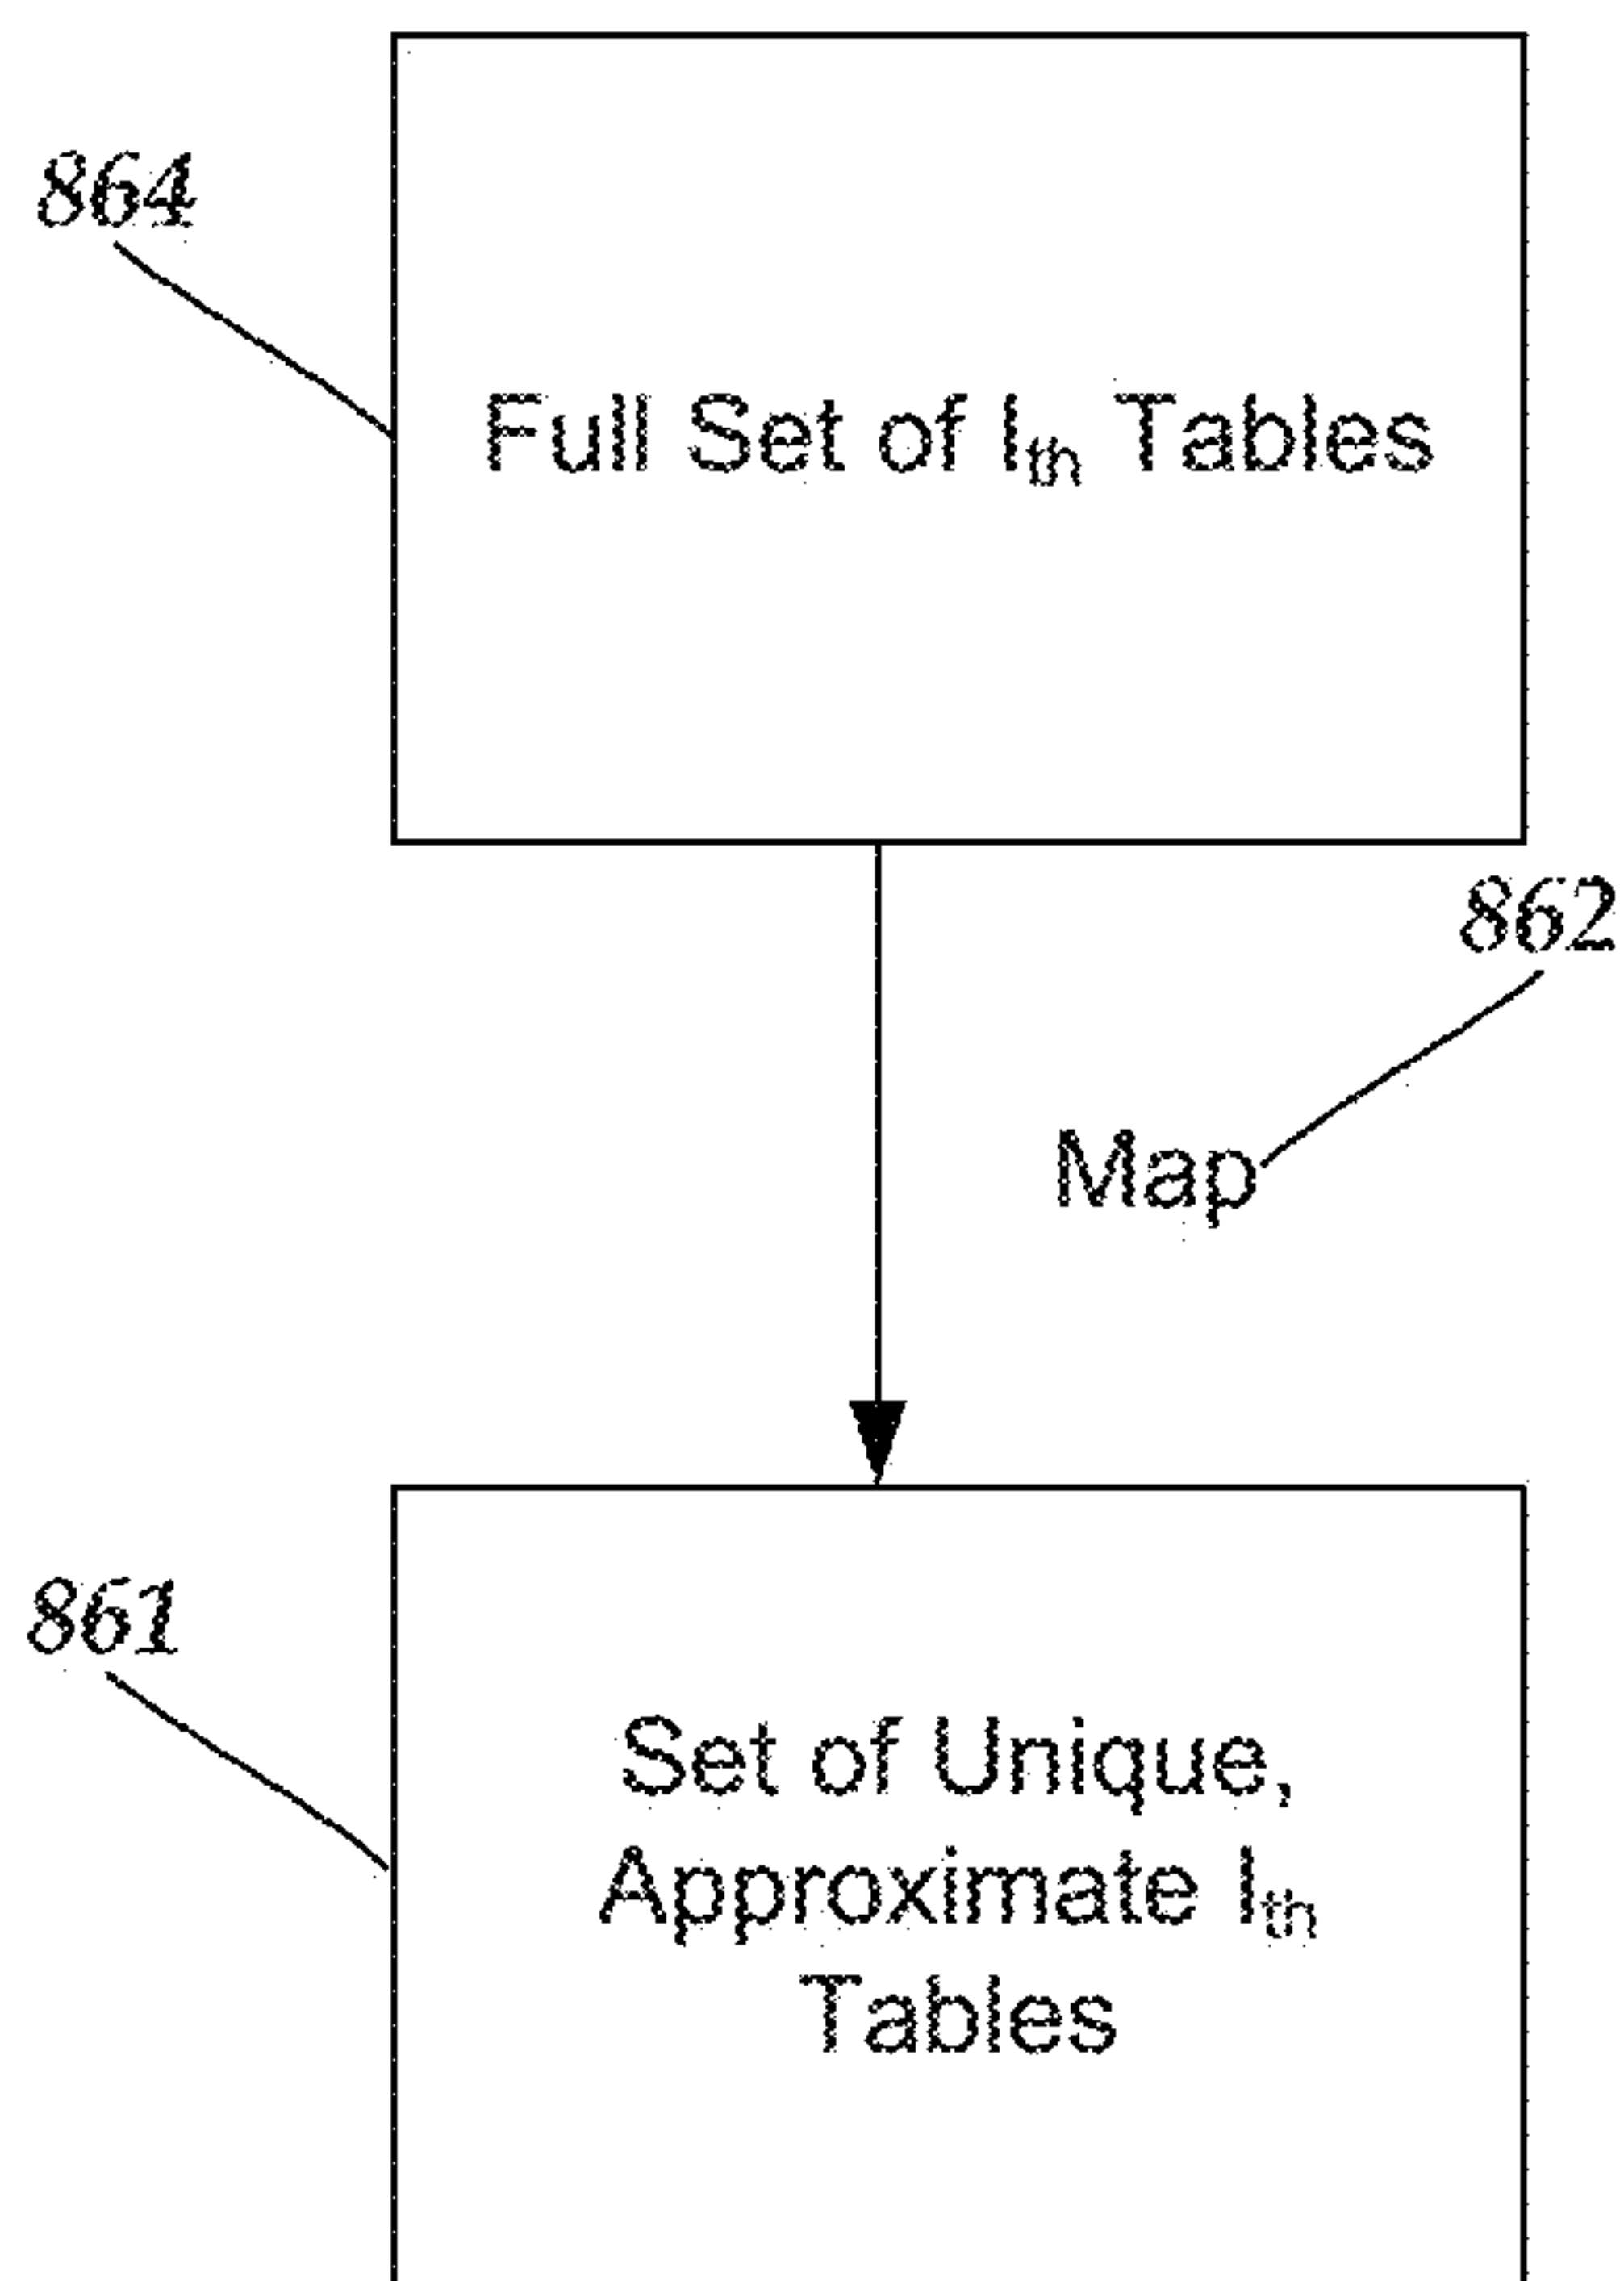 864
Full Set of Ith Tables
862
Map
861
Set of Unique,
Approximate Ith
Tables